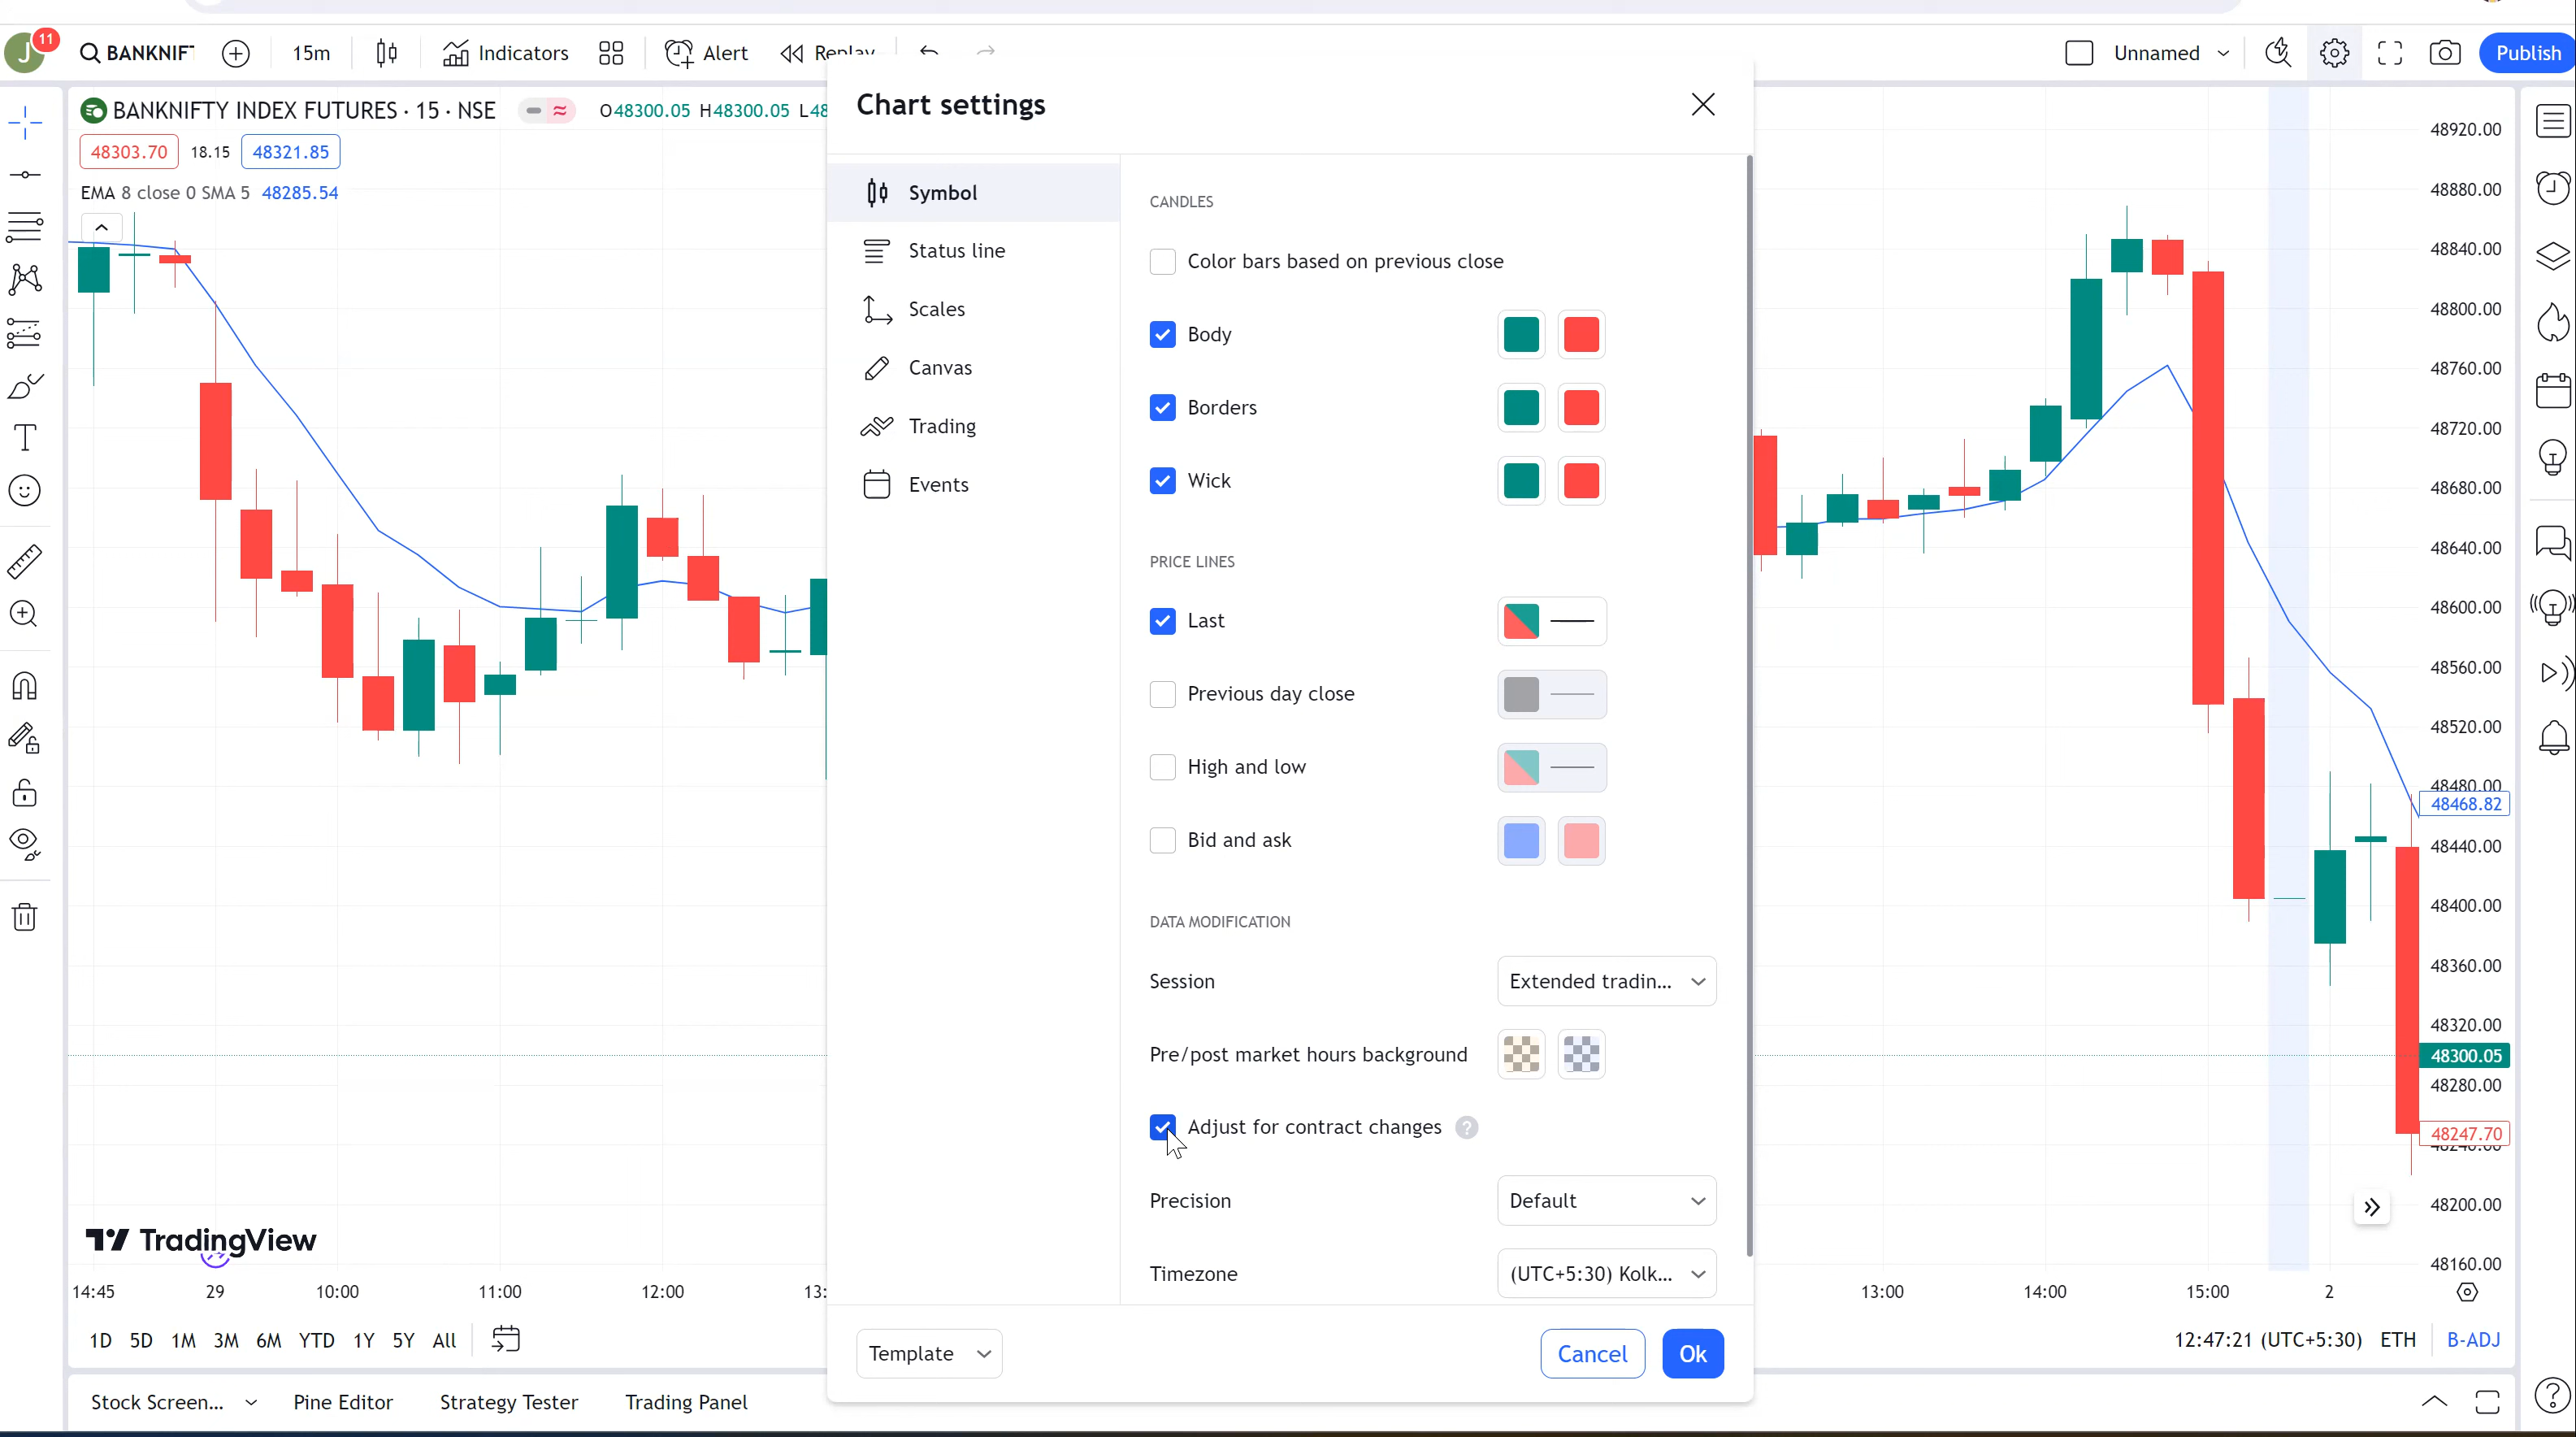 J 11 BANKNIF 15m Indicators Alert Replay Unnamed Publish
BANKNIFTY INDEX FUTURES · 15 · NSE O48300.05 H48300.05 L48
48303.70 18.15 48321.85
EMA 8 close 0 SMA 5 48285.54
Chart settings
Symbol
Status line
Scales
Canvas
Trading
Events
CANDLES
Color bars based on previous close
Body
Borders
Wick
PRICE LINES
Last
Previous day close
High and low
Bid and ask
DATA MODIFICATION
Session Extended tradin...
Pre/post market hours background
Adjust for contract changes ?
Precision Default
Timezone (UTC+5:30) Kolk...
Template Cancel Ok
48920.00
48880.00
48840.00
48800.00
48760.00
48720.00
48680.00
48640.00
48600.00
48560.00
48520.00
48480.00
48468.82
48440.00
48400.00
48360.00
48320.00
48300.05
48280.00
48247.70
48240.00
48200.00
48160.00
TradingView
14:45 29 10:00 11:00 12:00 13: 13:00 14:00 15:00 2
1D 5D 1M 3M 6M YTD 1Y 5Y All 12:47:21 (UTC+5:30) ETH B-ADJ
Stock Screen... Pine Editor Strategy Tester Trading Panel